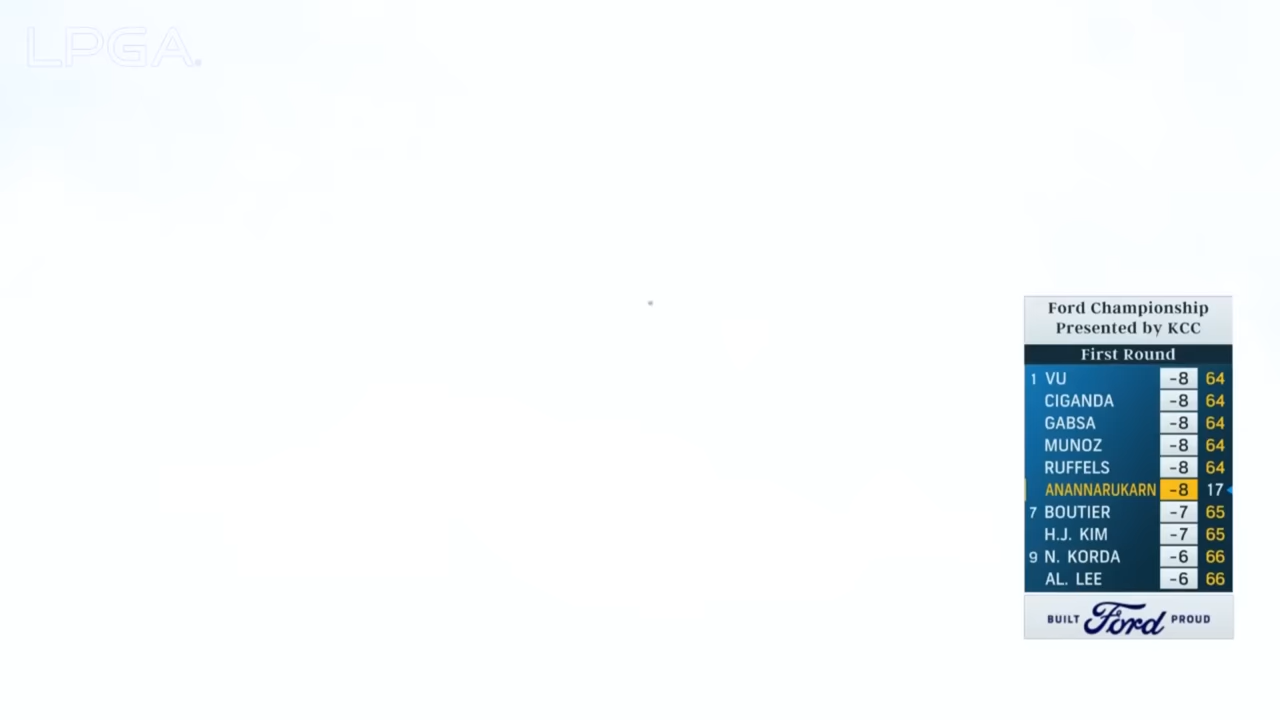 LPGA.
Ford Championship
Presented by KCC
First Round
1 VU -8 64
CIGANDA -8 64
GABSA -8 64
MUNOZ -8 64
RUFFELS -8 64
ANANNARUKARN -8 17
7 BOUTIER -7 65
H.J. KIM -7 65
9 N. KORDA -6 66
AL. LEE -6 66
BUILT Ford PROUD